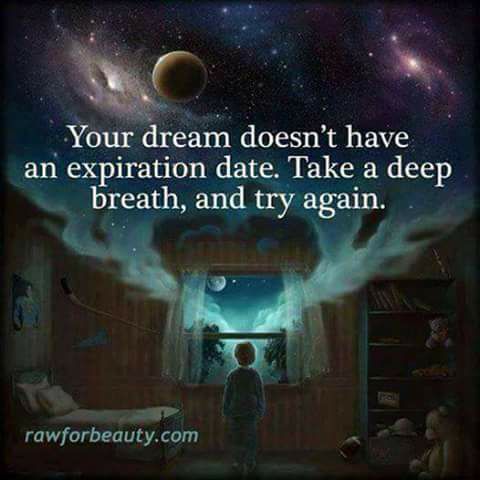 Your dream doesn't have
an expiration date. Take a deep
breath, and try again.
rawforbeauty.com